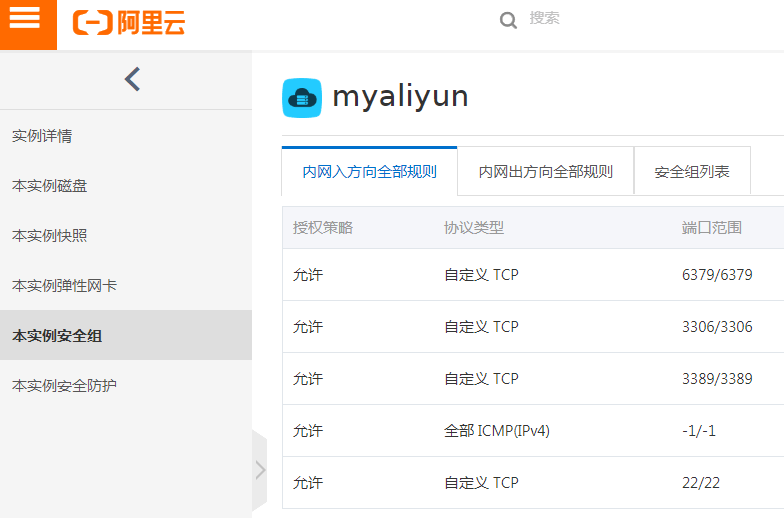 阿里云 搜索
myaliyun
实例详情
本实例磁盘
本实例快照
本实例弹性网卡
本实例安全组
本实例安全防护
内网入方向全部规则 内网出方向全部规则 安全组列表
授权策略 协议类型 端口范围
允许 自定义 TCP 6379/6379
允许 自定义 TCP 3306/3306
允许 自定义 TCP 3389/3389
允许 全部 ICMP(IPv4) -1/-1
允许 自定义 TCP 22/22